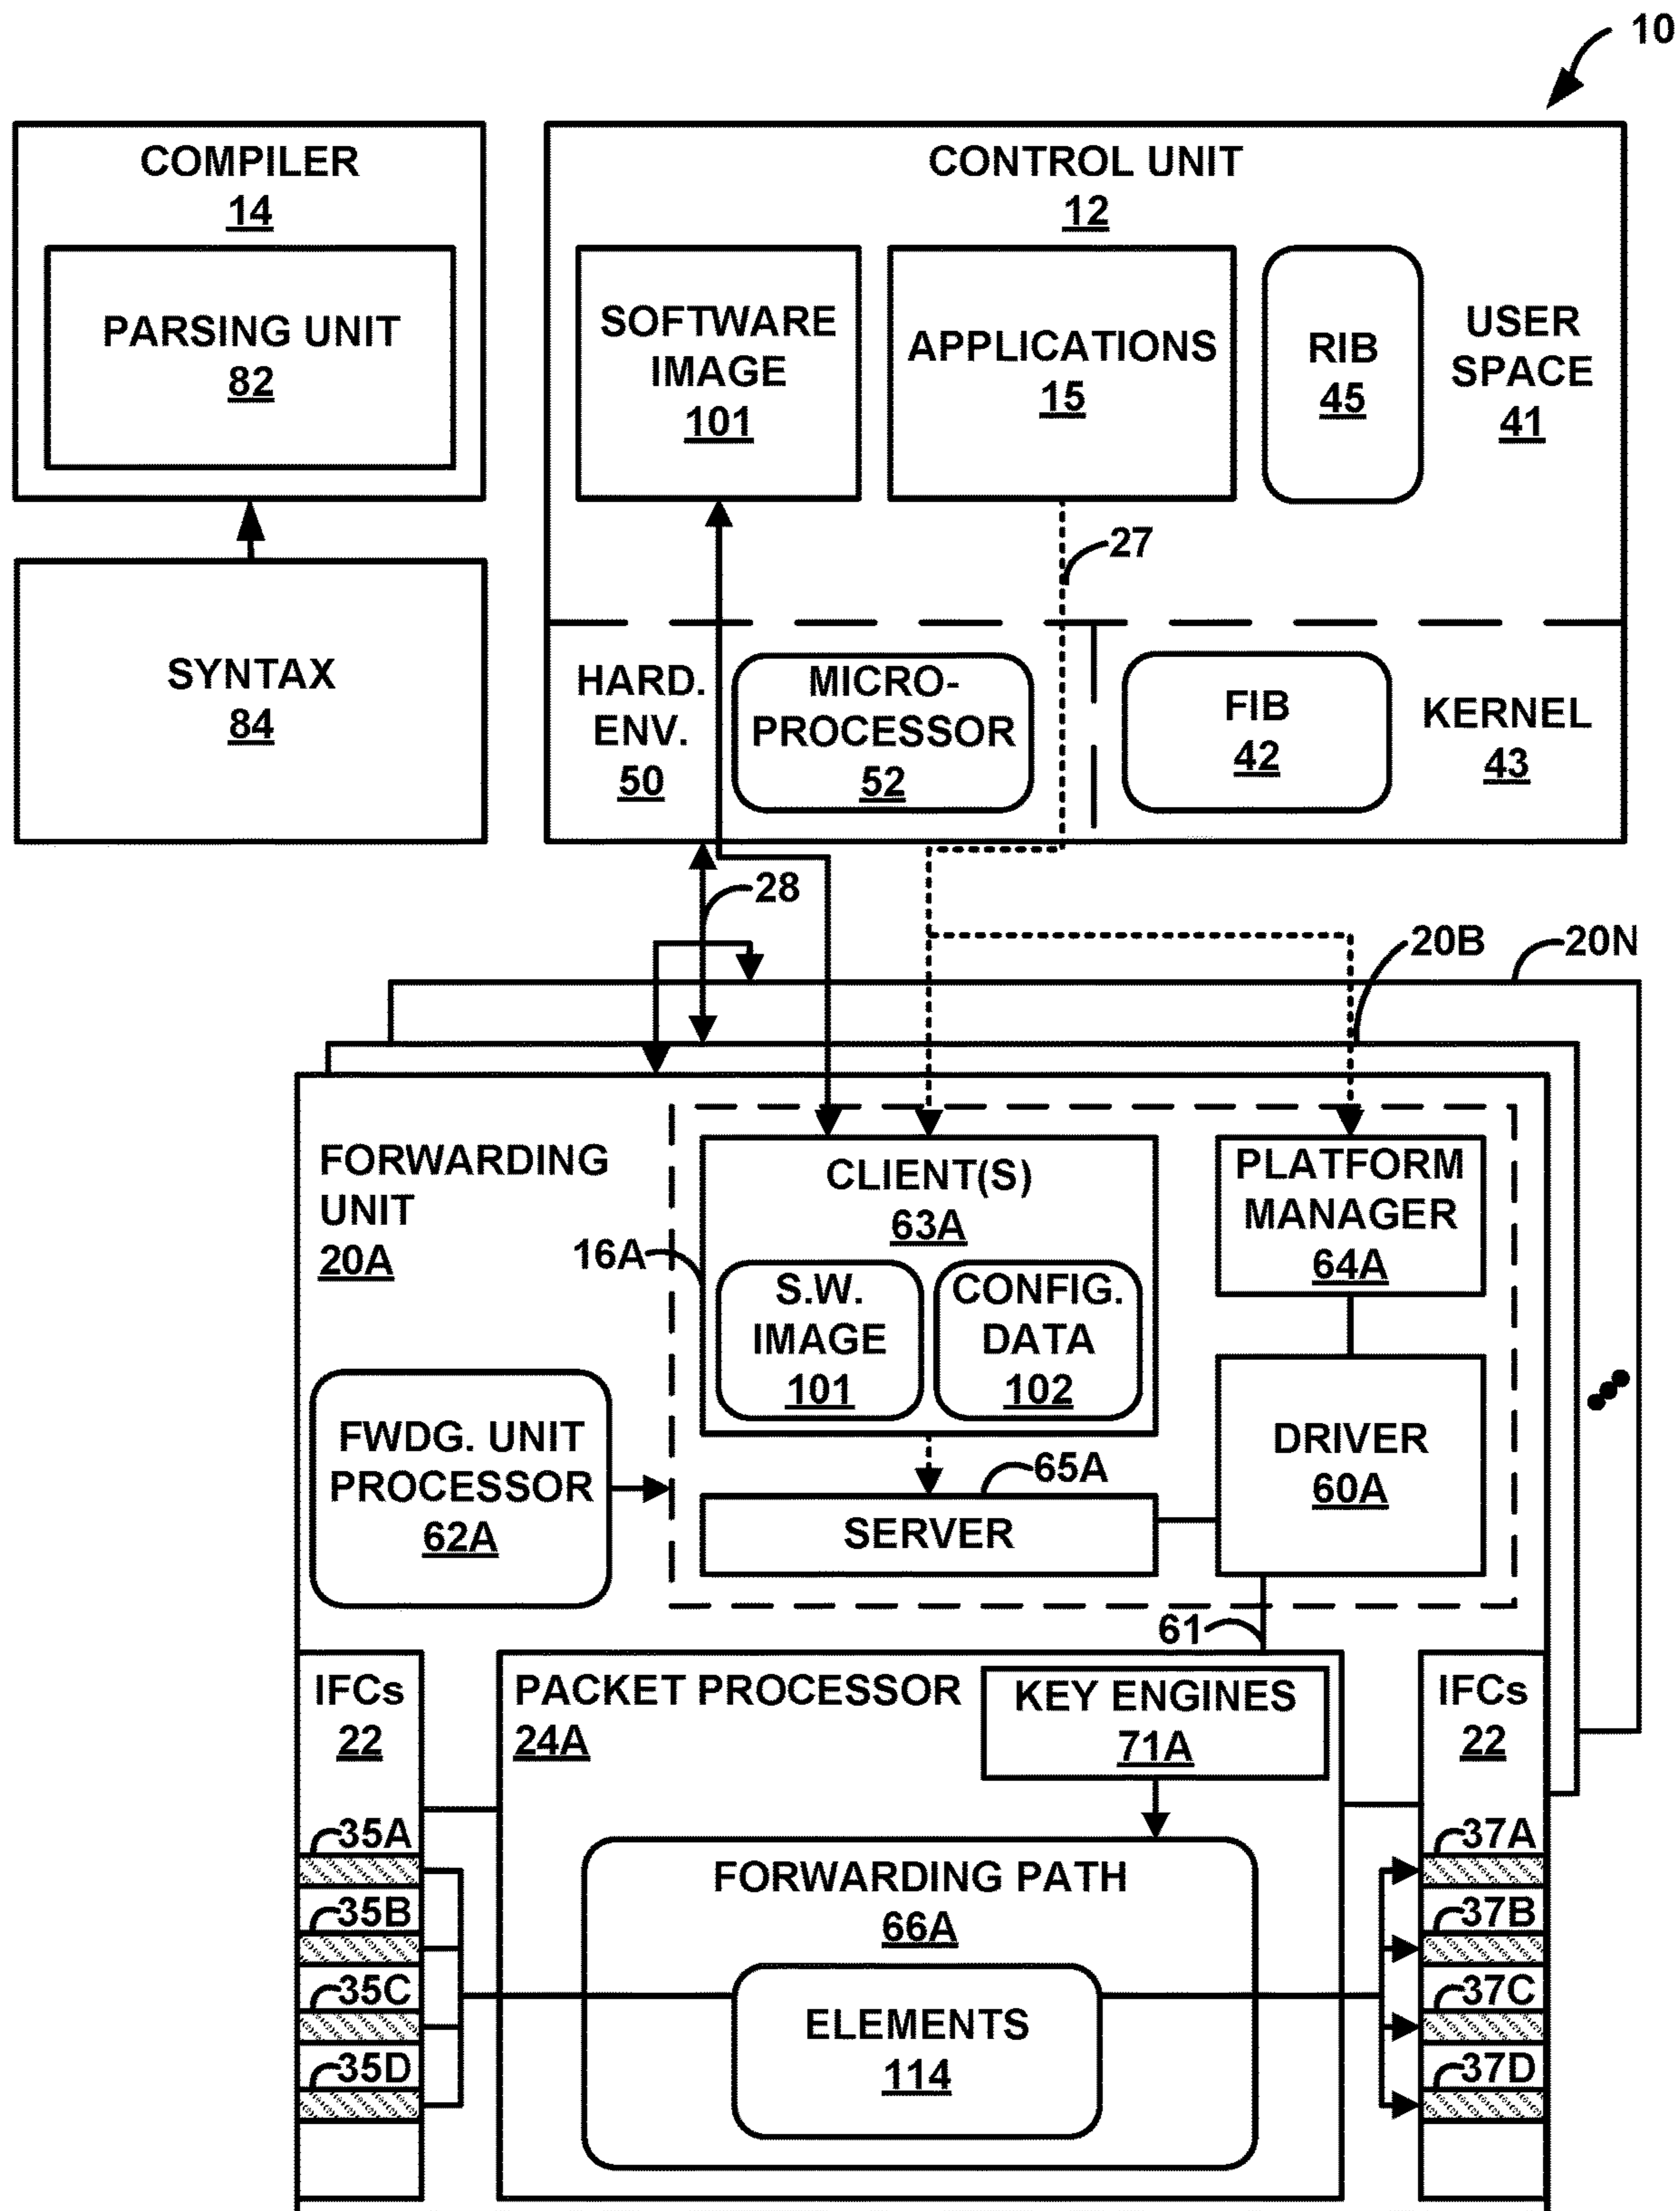 10
COMPILER
14
PARSING UNIT
82
SYNTAX
84
CONTROL UNIT
12
SOFTWARE
IMAGE
101
APPLICATIONS
15
RIB
45
USER
SPACE
41
27
HARD.
ENV.
50
MICRO-
PROCESSOR
52
FIB
42
KERNEL
43
28
20B
20N
FORWARDING
UNIT
20A
16A
CLIENT(S)
63A
S.W.
IMAGE
101
CONFIG.
DATA
102
PLATFORM
MANAGER
64A
FWDG. UNIT
PROCESSOR
62A
65A
SERVER
DRIVER
60A
61
IFCs
22
35A
35B
35C
35D
PACKET PROCESSOR
24A
KEY ENGINES
71A
FORWARDING PATH
66A
ELEMENTS
114
IFCs
22
37A
37B
37C
37D